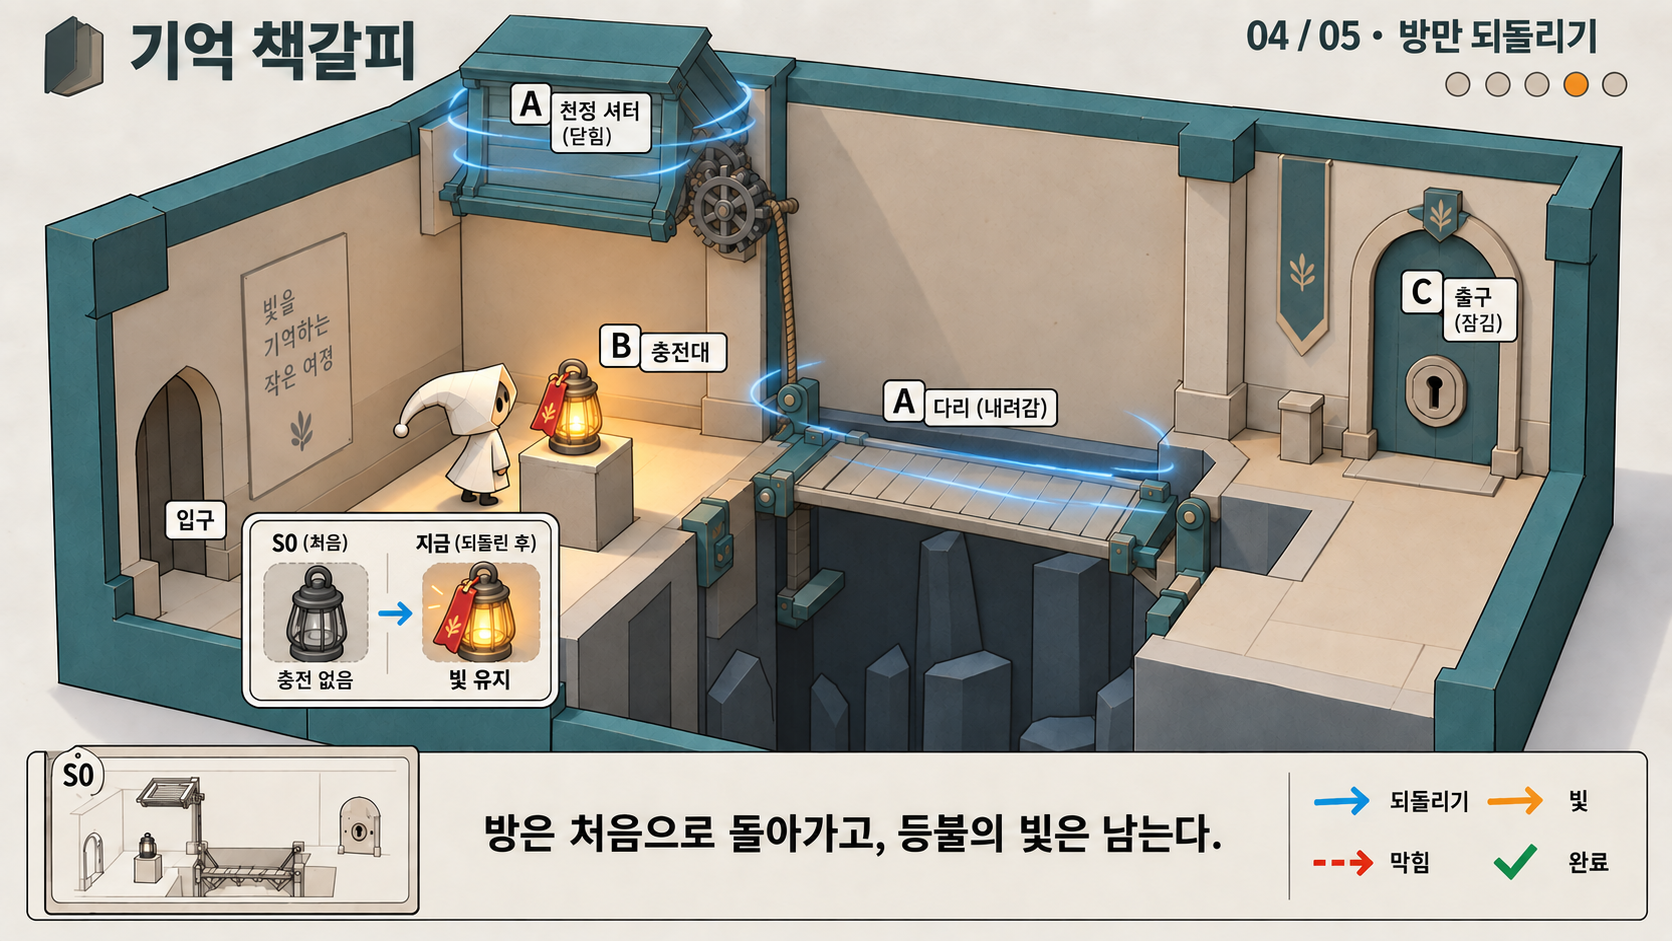 기억 책갈피
04 / 05 • 방만 되돌리기
A
천정 셔터
(닫힘)
빛을
기억하는
작은 여정
B
충전대
A
다리 (내려감)
C
출구
(잠김)
입구
S0 (최음)
지금 (되돌린 후)
충전 없음
빛 유지
S0
방은 처음으로 돌아가고, 등불의 빛은 남는다.
되돌리기
빛
막힘
완료